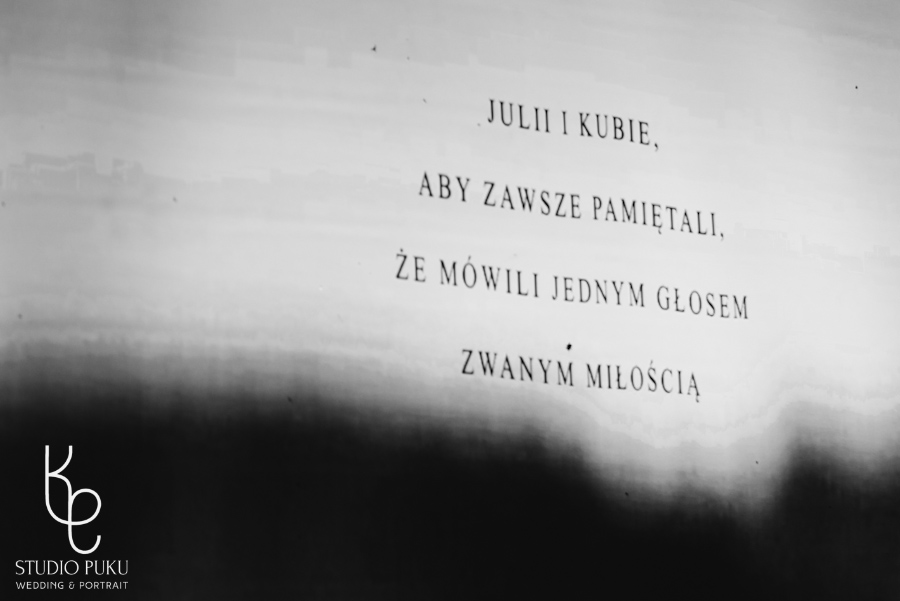 JULII I KUBIE,
ABY ZAWSZE PAMIĘTALI,
ŻE MÓWILI JEDNYM GŁOSEM
ZWANYM MIŁOŚCIĄ
STUDIO PUKU
WEDDING & PORTRAIT